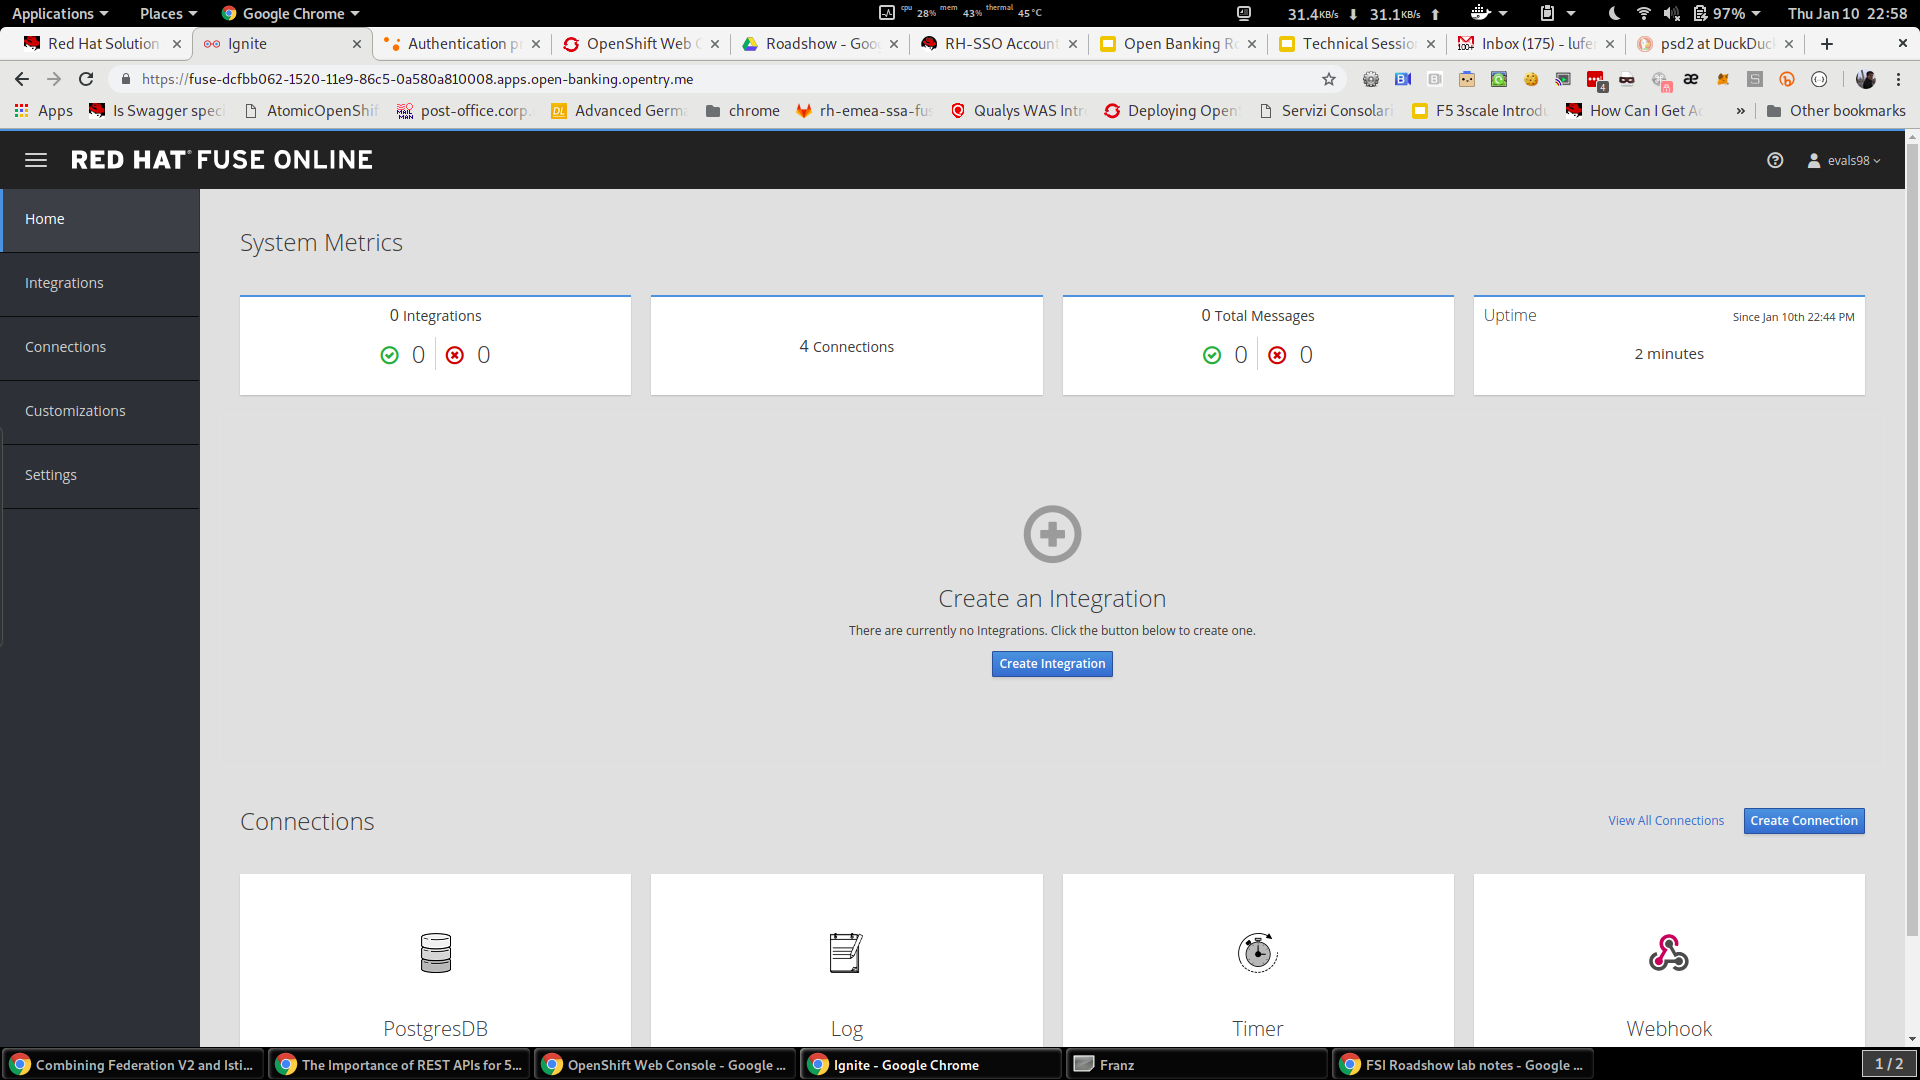 Applications Places Google Chrome cpu 28% mem 43% thermal 45°C 31.4KB/s 31.1KB/s 97% Thu Jan 10 22:58
Red Hat Solution Ignite Authentication p OpenShift Web C Roadshow - Goo RH-SSO Account Open Banking R Technical Sessio Inbox (175) - lufe psd2 at DuckDuc
https://fuse-dcfbb062-1520-11e9-86c5-0a580a810008.apps.open-banking.opentry.me
Apps Is Swagger speci AtomicOpenShif post-office.corp. Advanced Germa chrome rh-emea-ssa-fus Qualys WAS Intr Deploying Open Servizi Consolari F5 3scale Introdu How Can I Get Ac » Other bookmarks
RED HAT FUSE ONLINE evals98
Home
Integrations
Connections
Customizations
Settings
System Metrics
0 Integrations
0 0
4 Connections
0 Total Messages
0 0
Uptime Since Jan 10th 22:44 PM
2 minutes
Create an Integration
There are currently no Integrations. Click the button below to create one.
Create Integration
Connections View All Connections Create Connection
PostgresDB Log Timer Webhook
Combining Federation V2 and Isti... The Importance of REST APIs for 5... OpenShift Web Console - Google ... Ignite - Google Chrome Franz FSI Roadshow lab notes - Google ... 1 / 2